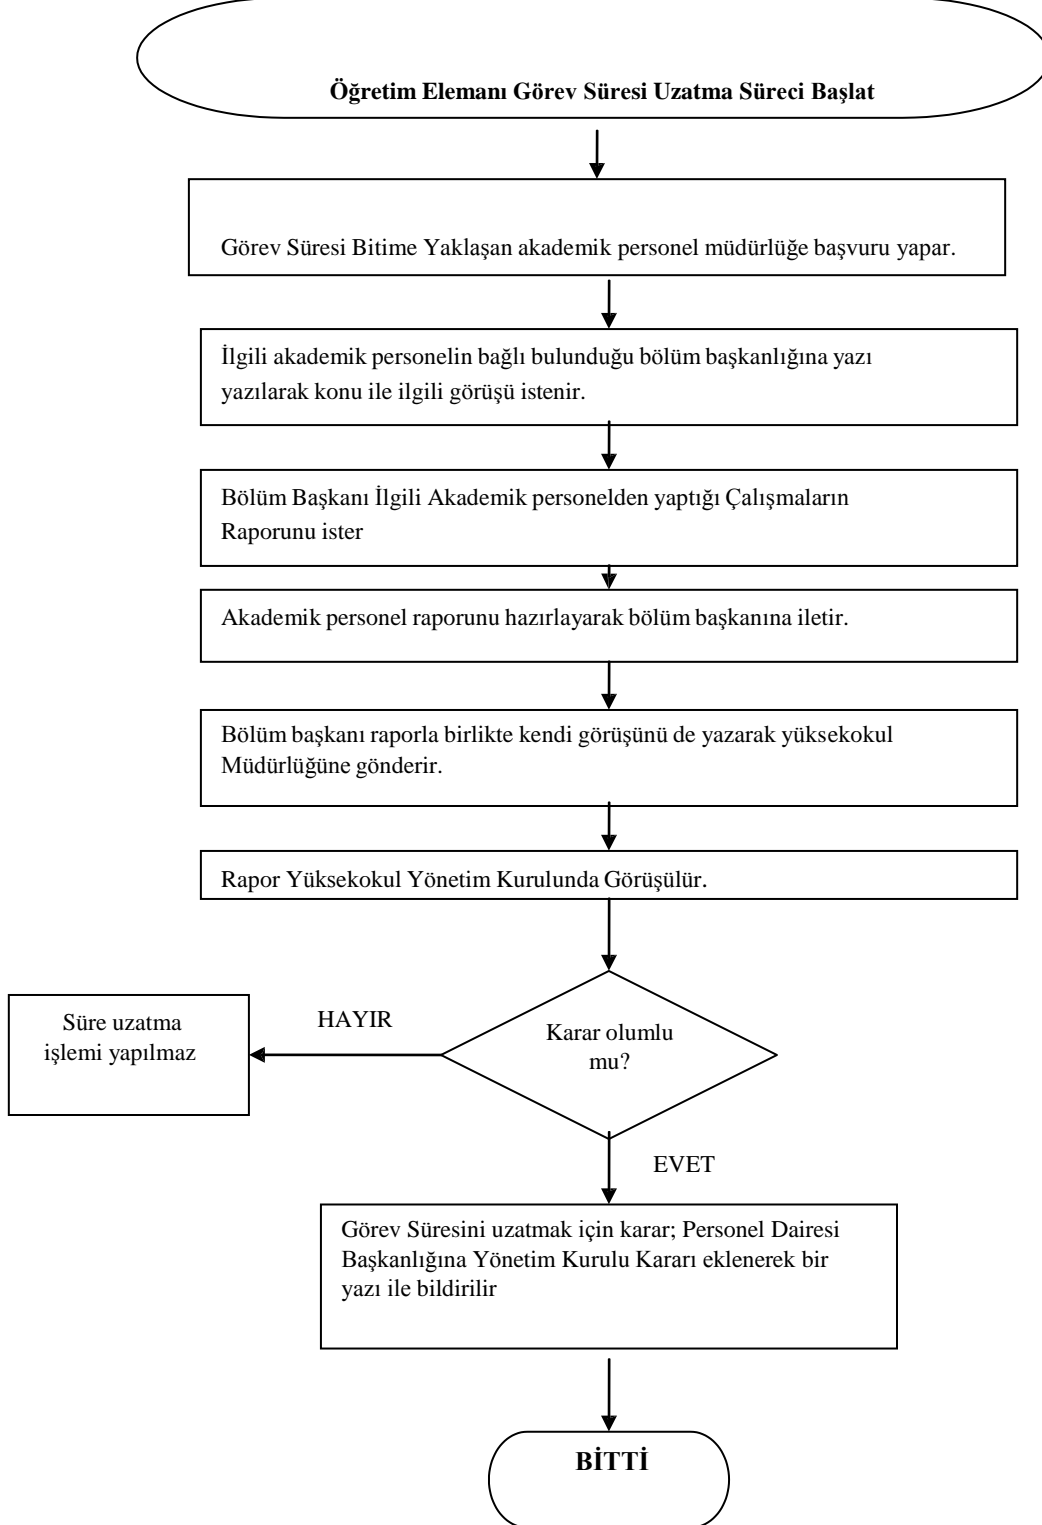 Öğretim Elemanı Görev Süresi Uzatma Süreci Başlat
Görev Süresi Bitime Yaklaşan akademik personel müdürlüğe başvuru yapar.
İlgili akademik personelin bağlı bulunduğu bölüm başkanlığına yazı
yazılarak konu ile ilgili görüşü istenir.
Bölüm Başkanı İlgili Akademik personelden yaptığı Çalışmaların
Raporunu ister
Akademik personel raporunu hazırlayarak bölüm başkanına iletir.
Bölüm başkanı raporla birlikte kendi görüşünü de yazarak yüksekokul
Müdürlüğüne gönderir.
Rapor Yüksekokul Yönetim Kurulunda Görüşülür.
Karar olumlu
mu?
HAYIR
Süre uzatma
işlemi yapılmaz
EVET
Görev Süresini uzatmak için karar; Personel Dairesi
Başkanlığına Yönetim Kurulu Kararı eklenerek bir
yazı ile bildirilir
BİTTİ